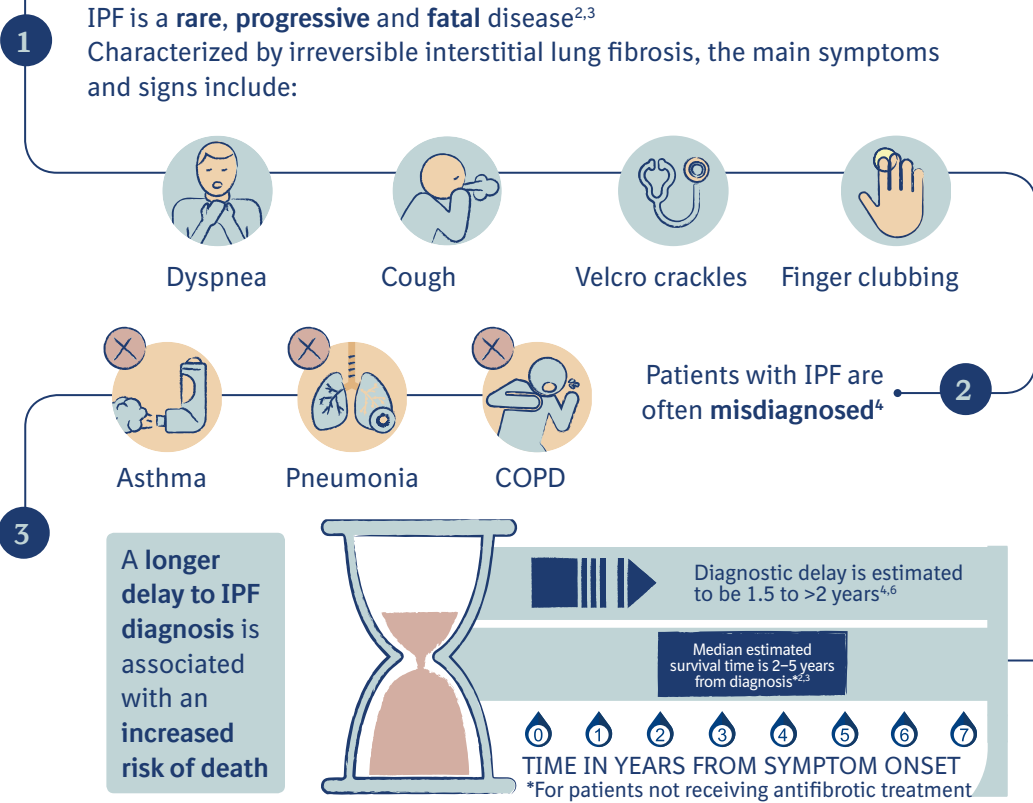 1
IPF is a rare, progressive and fatal disease2,3
Characterized by irreversible interstitial lung fibrosis, the main symptoms
and signs include:
Dyspnea
Cough
Velcro crackles
Finger clubbing
2
Patients with IPF are
often misdiagnosed4
Asthma
Pneumonia
COPD
3
A longer
delay to IPF
diagnosis is
associated
with an
increased
risk of death
Diagnostic delay is estimated
to be 1.5 to >2 years4,6
Median estimated
survival time is 2–5 years
from diagnosis*2,3
0 1 2 3 4 5 6 7
TIME IN YEARS FROM SYMPTOM ONSET
*For patients not receiving antifibrotic treatment